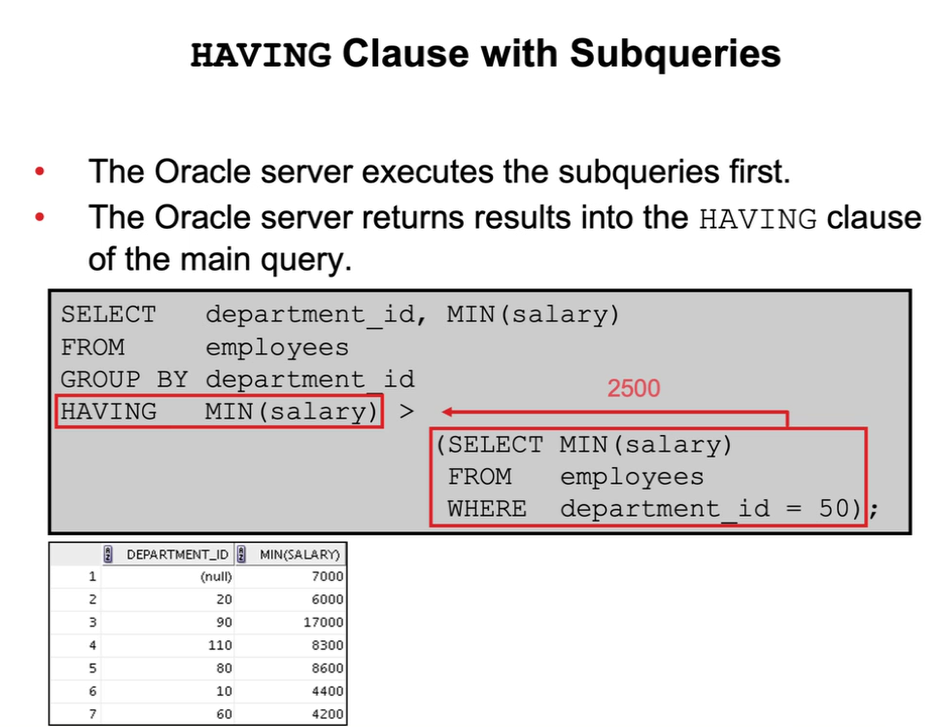 HAVING Clause with Subqueries
• The Oracle server executes the subqueries first.
• The Oracle server returns results into the HAVING clause
of the main query.
SELECT department_id, MIN(salary)
FROM employees
GROUP BY department_id
2500
HAVING MIN(salary) >
(SELECT MIN(salary)
FROM employees
WHERE department_id = 50);
DEPARTMENT_ID MIN(SALARY)
1 (null) 7000
2 20 6000
3 90 17000
4 110 8300
5 80 8600
6 10 4400
7 60 4200